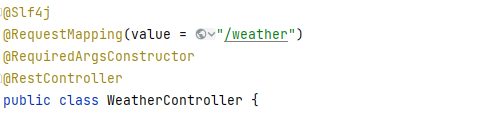 @Slf4j
@RequestMapping(value = "/weather")
@RequiredArgsConstructor
@RestController
public class WeatherController {